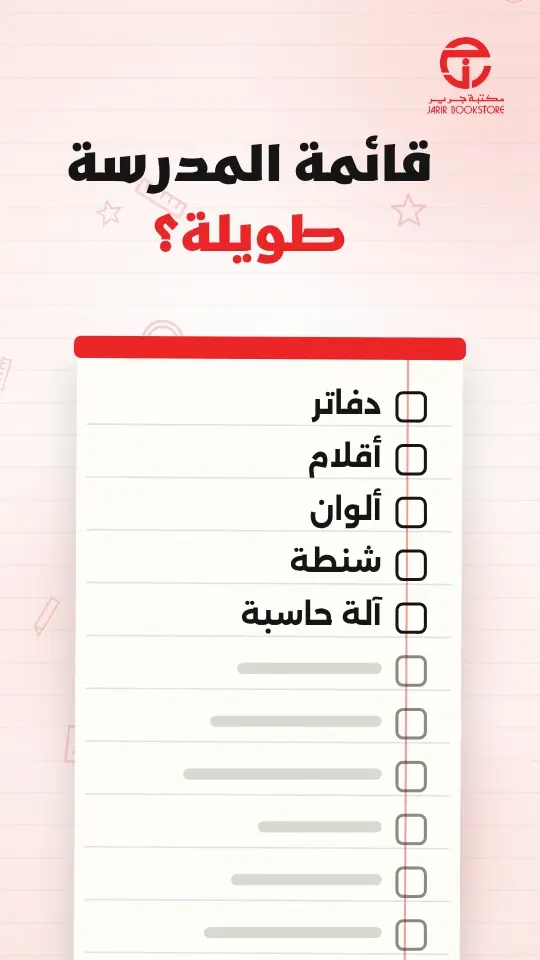 مكتبة جرير
JARIR BOOKSTORE
قائمة المدرسة
طويلة؟
دفاتر
أقلام
ألوان
شنطة
آلة حاسبة